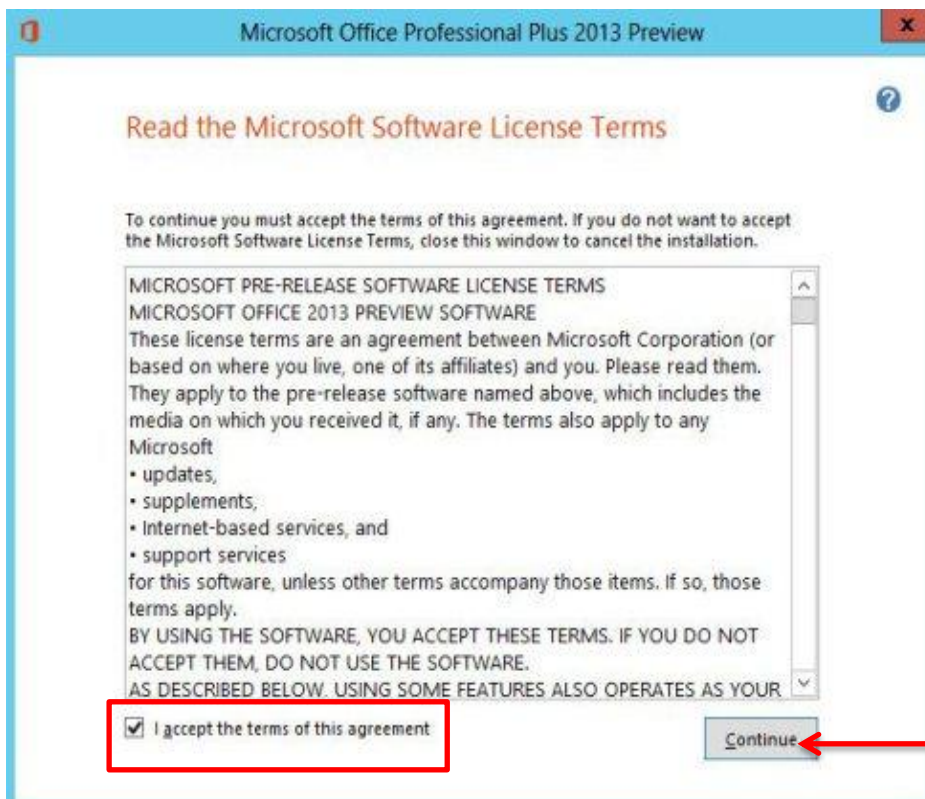 Microsoft Office Professional Plus 2013 Preview
Read the Microsoft Software License Terms
To continue you must accept the terms of this agreement. If you do not want to accept
the Microsoft Software License Terms, close this window to cancel the installation.
MICROSOFT PRE-RELEASE SOFTWARE LICENSE TERMS
MICROSOFT OFFICE 2013 PREVIEW SOFTWARE
These license terms are an agreement between Microsoft Corporation (or
based on where you live, one of its affiliates) and you. Please read them.
They apply to the pre-release software named above, which includes the
media on which you received it, if any. The terms also apply to any
Microsoft
• updates,
• supplements,
• Internet-based services, and
• support services
for this software, unless other terms accompany those items. If so, those
terms apply.
BY USING THE SOFTWARE, YOU ACCEPT THESE TERMS. IF YOU DO NOT
ACCEPT THEM, DO NOT USE THE SOFTWARE.
AS DESCRIBED BELOW, USING SOME FEATURES ALSO OPERATES AS YOUR
I accept the terms of this agreement
Continue